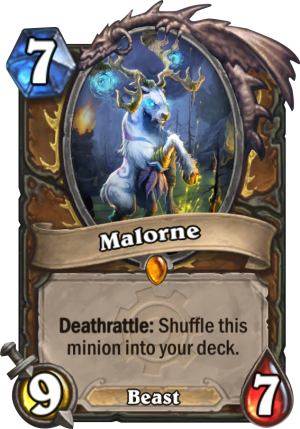 7
Malorne
Deathrattle: Shuffle this
minion into your deck.
9
Beast
7